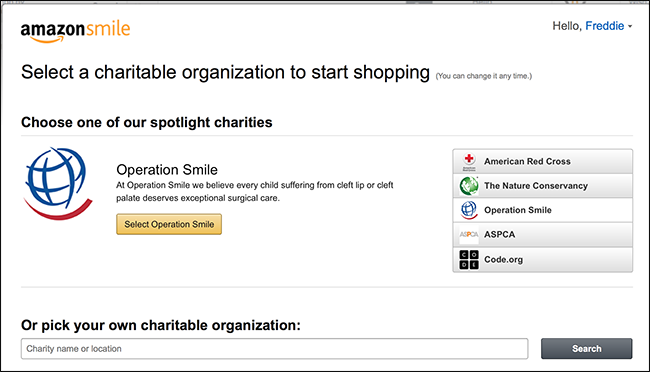 amazonsmile
Hello, Freddie
Select a charitable organization to start shopping (You can change it any time.)
Choose one of our spotlight charities
Operation Smile
At Operation Smile we believe every child suffering from cleft lip or cleft
palate deserves exceptional surgical care.
Select Operation Smile
American Red Cross
The Nature Conservancy
Operation Smile
ASPCA
ASPCA
CODE
Code.org
Or pick your own charitable organization:
Charity name or location
Search